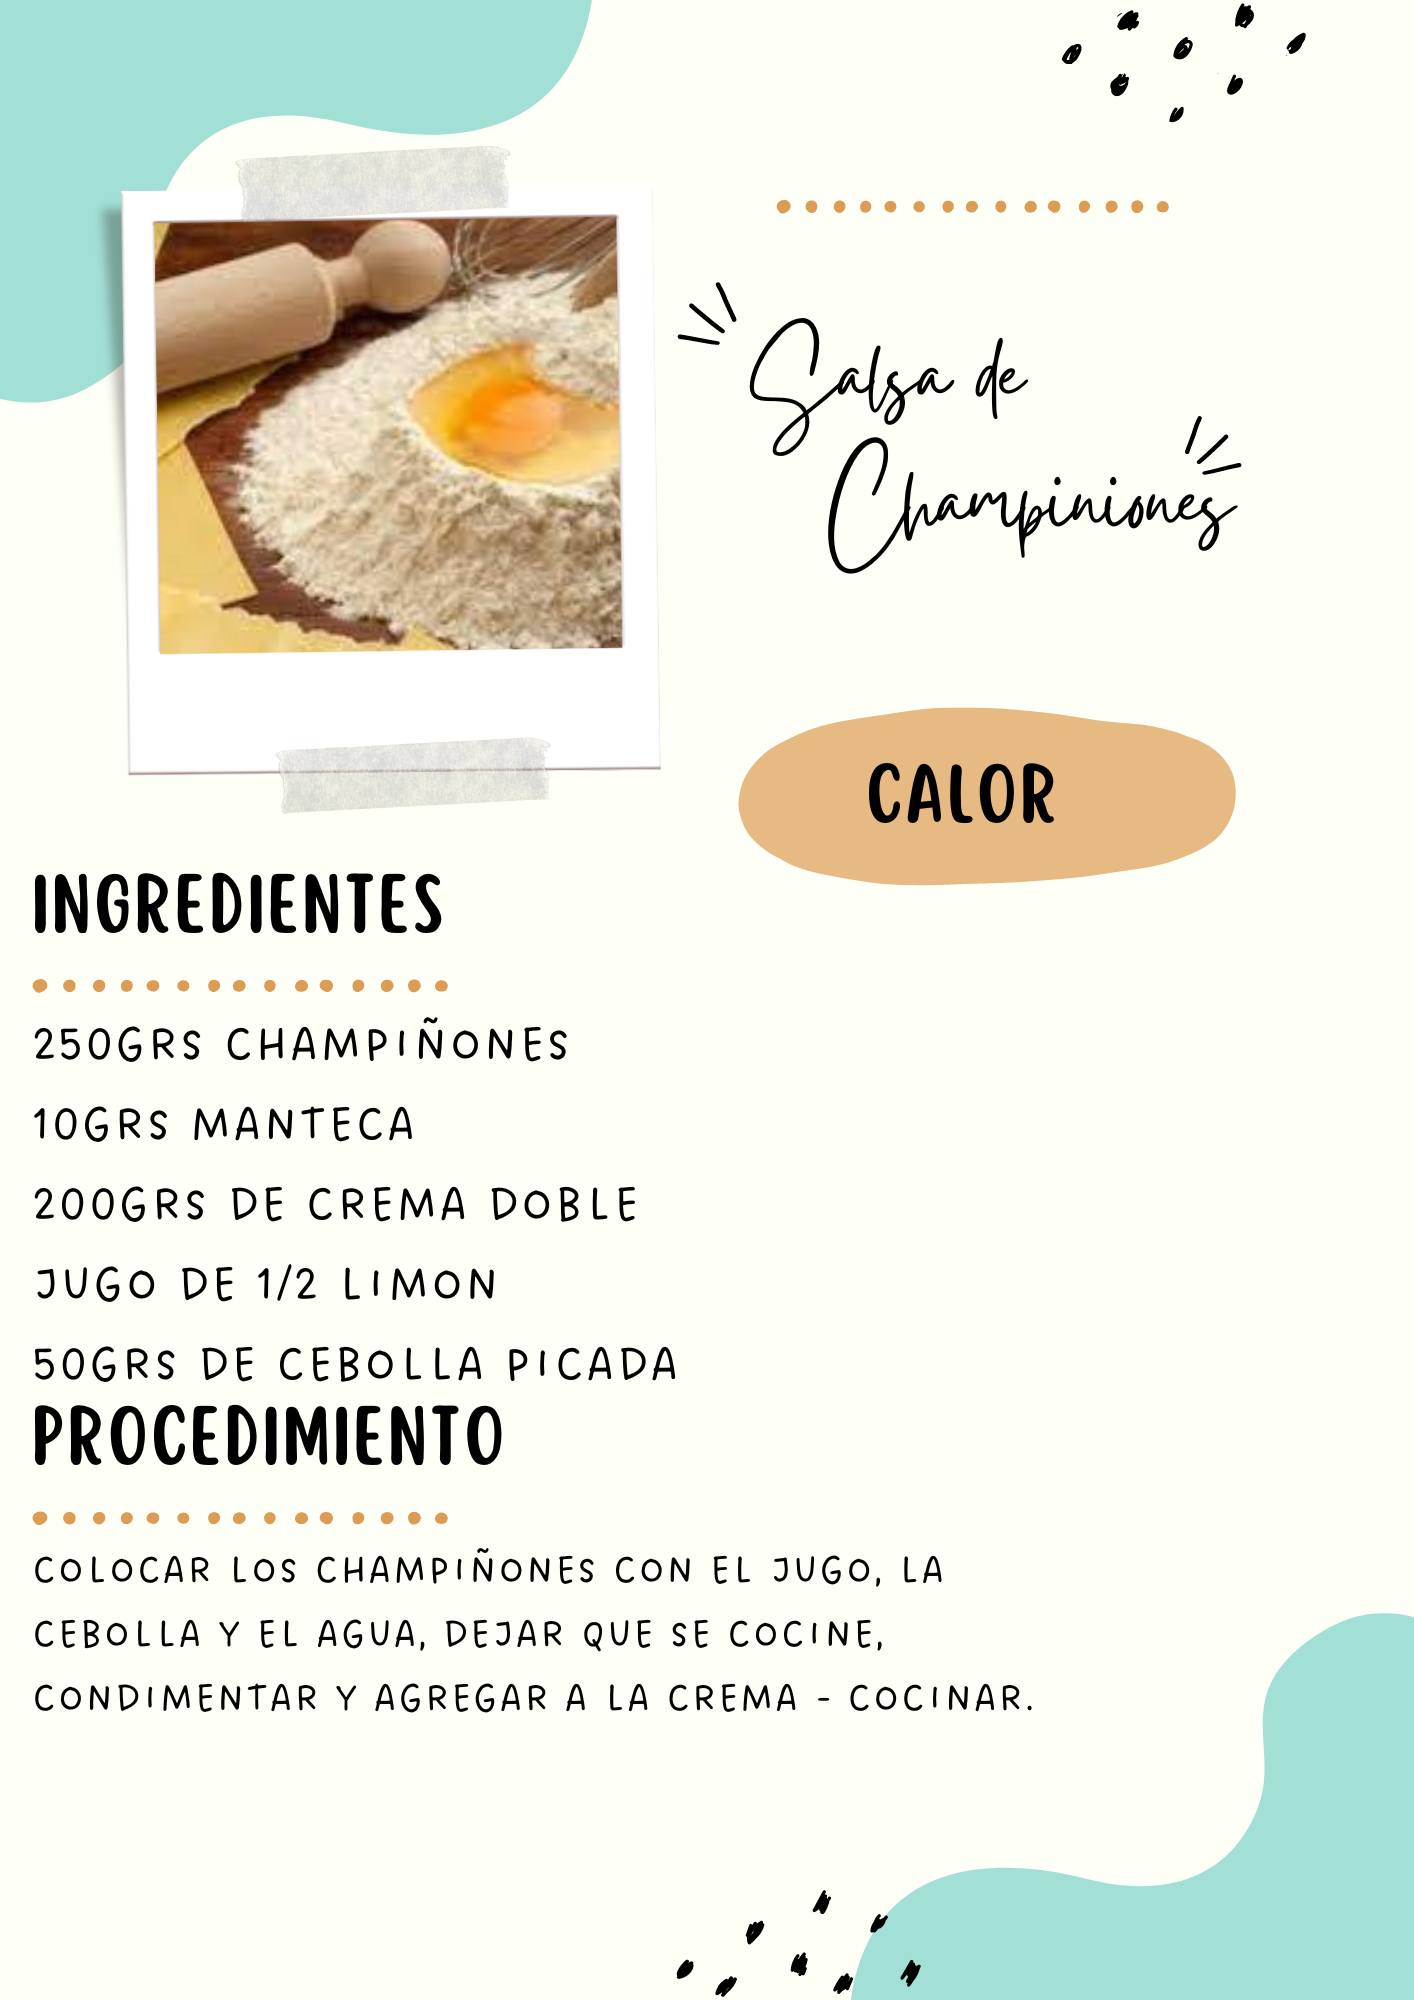 Salsa de
Champiniones
CALOR
INGREDIENTES
250GRS CHAMPIÑONES
10GRS MANTECA
200GRS DE CREMA DOBLE
JUGO DE 1/2 LIMON
50GRS DE CEBOLLA PICADA
PROCEDIMIENTO
COLOCAR LOS CHAMPIÑONES CON EL JUGO, LA
CEBOLLA Y EL AGUA, DEJAR QUE SE COCINE,
CONDIMENTAR Y AGREGAR A LA CREMA - COCINAR.